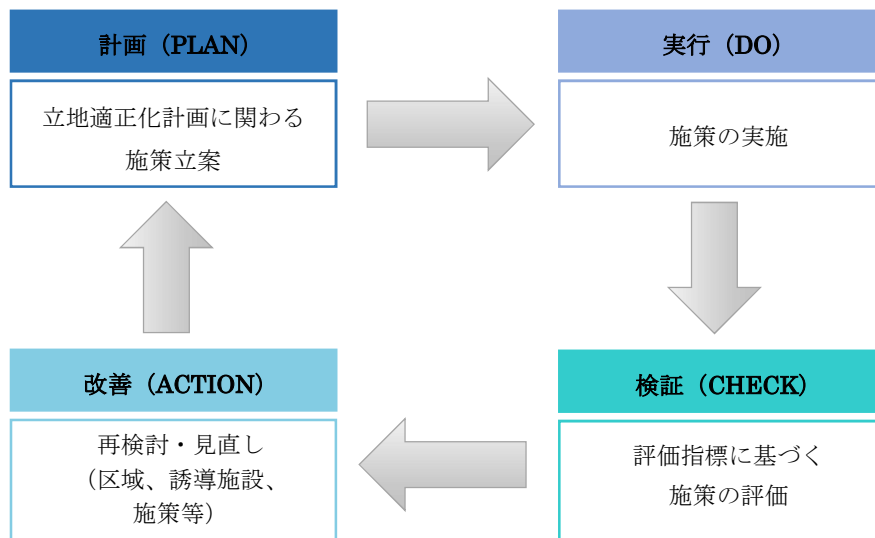 計画（PLAN）
立地適正化計画に関わる
施策立案
実行（DO）
施策の実施
改善（ACTION）
再検討・見直し
（区域、誘導施設、
施策等）
検証（CHECK）
評価指標に基づく
施策の評価